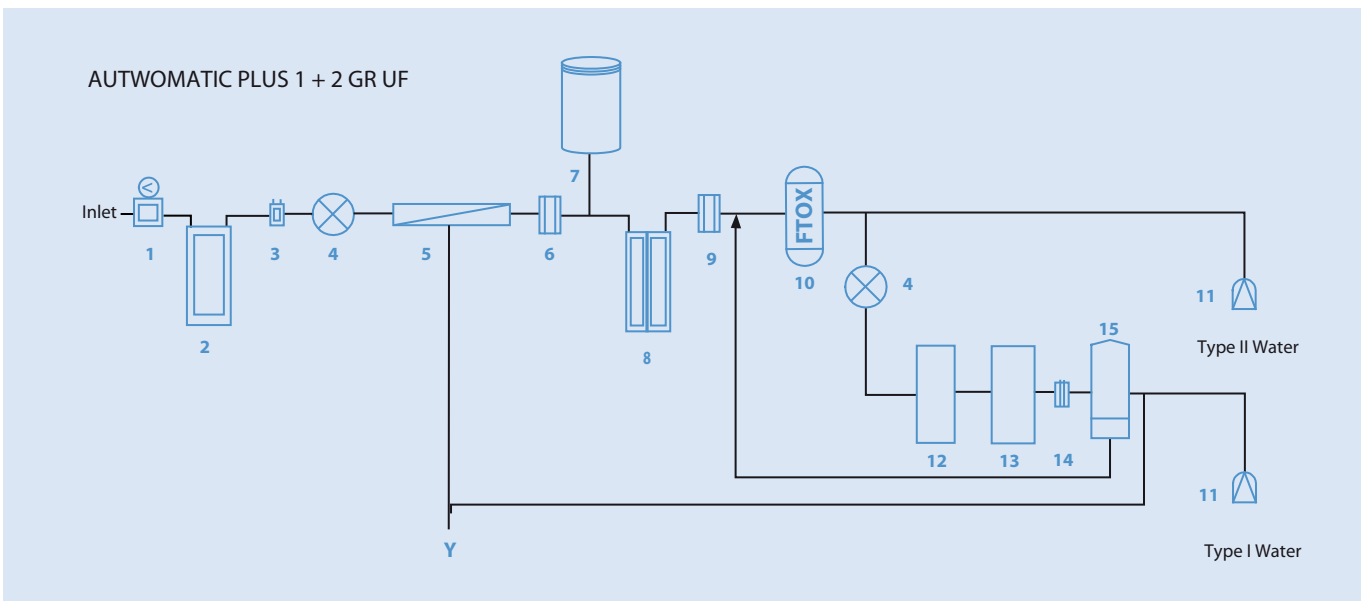 AUTWOMATIC PLUS 1 + 2 GR UF
7
Inlet
1
2
3
4
5
6
8
9
FTOX
10
4
11
Type II Water
15
12
13
14
11
Type I Water
Y